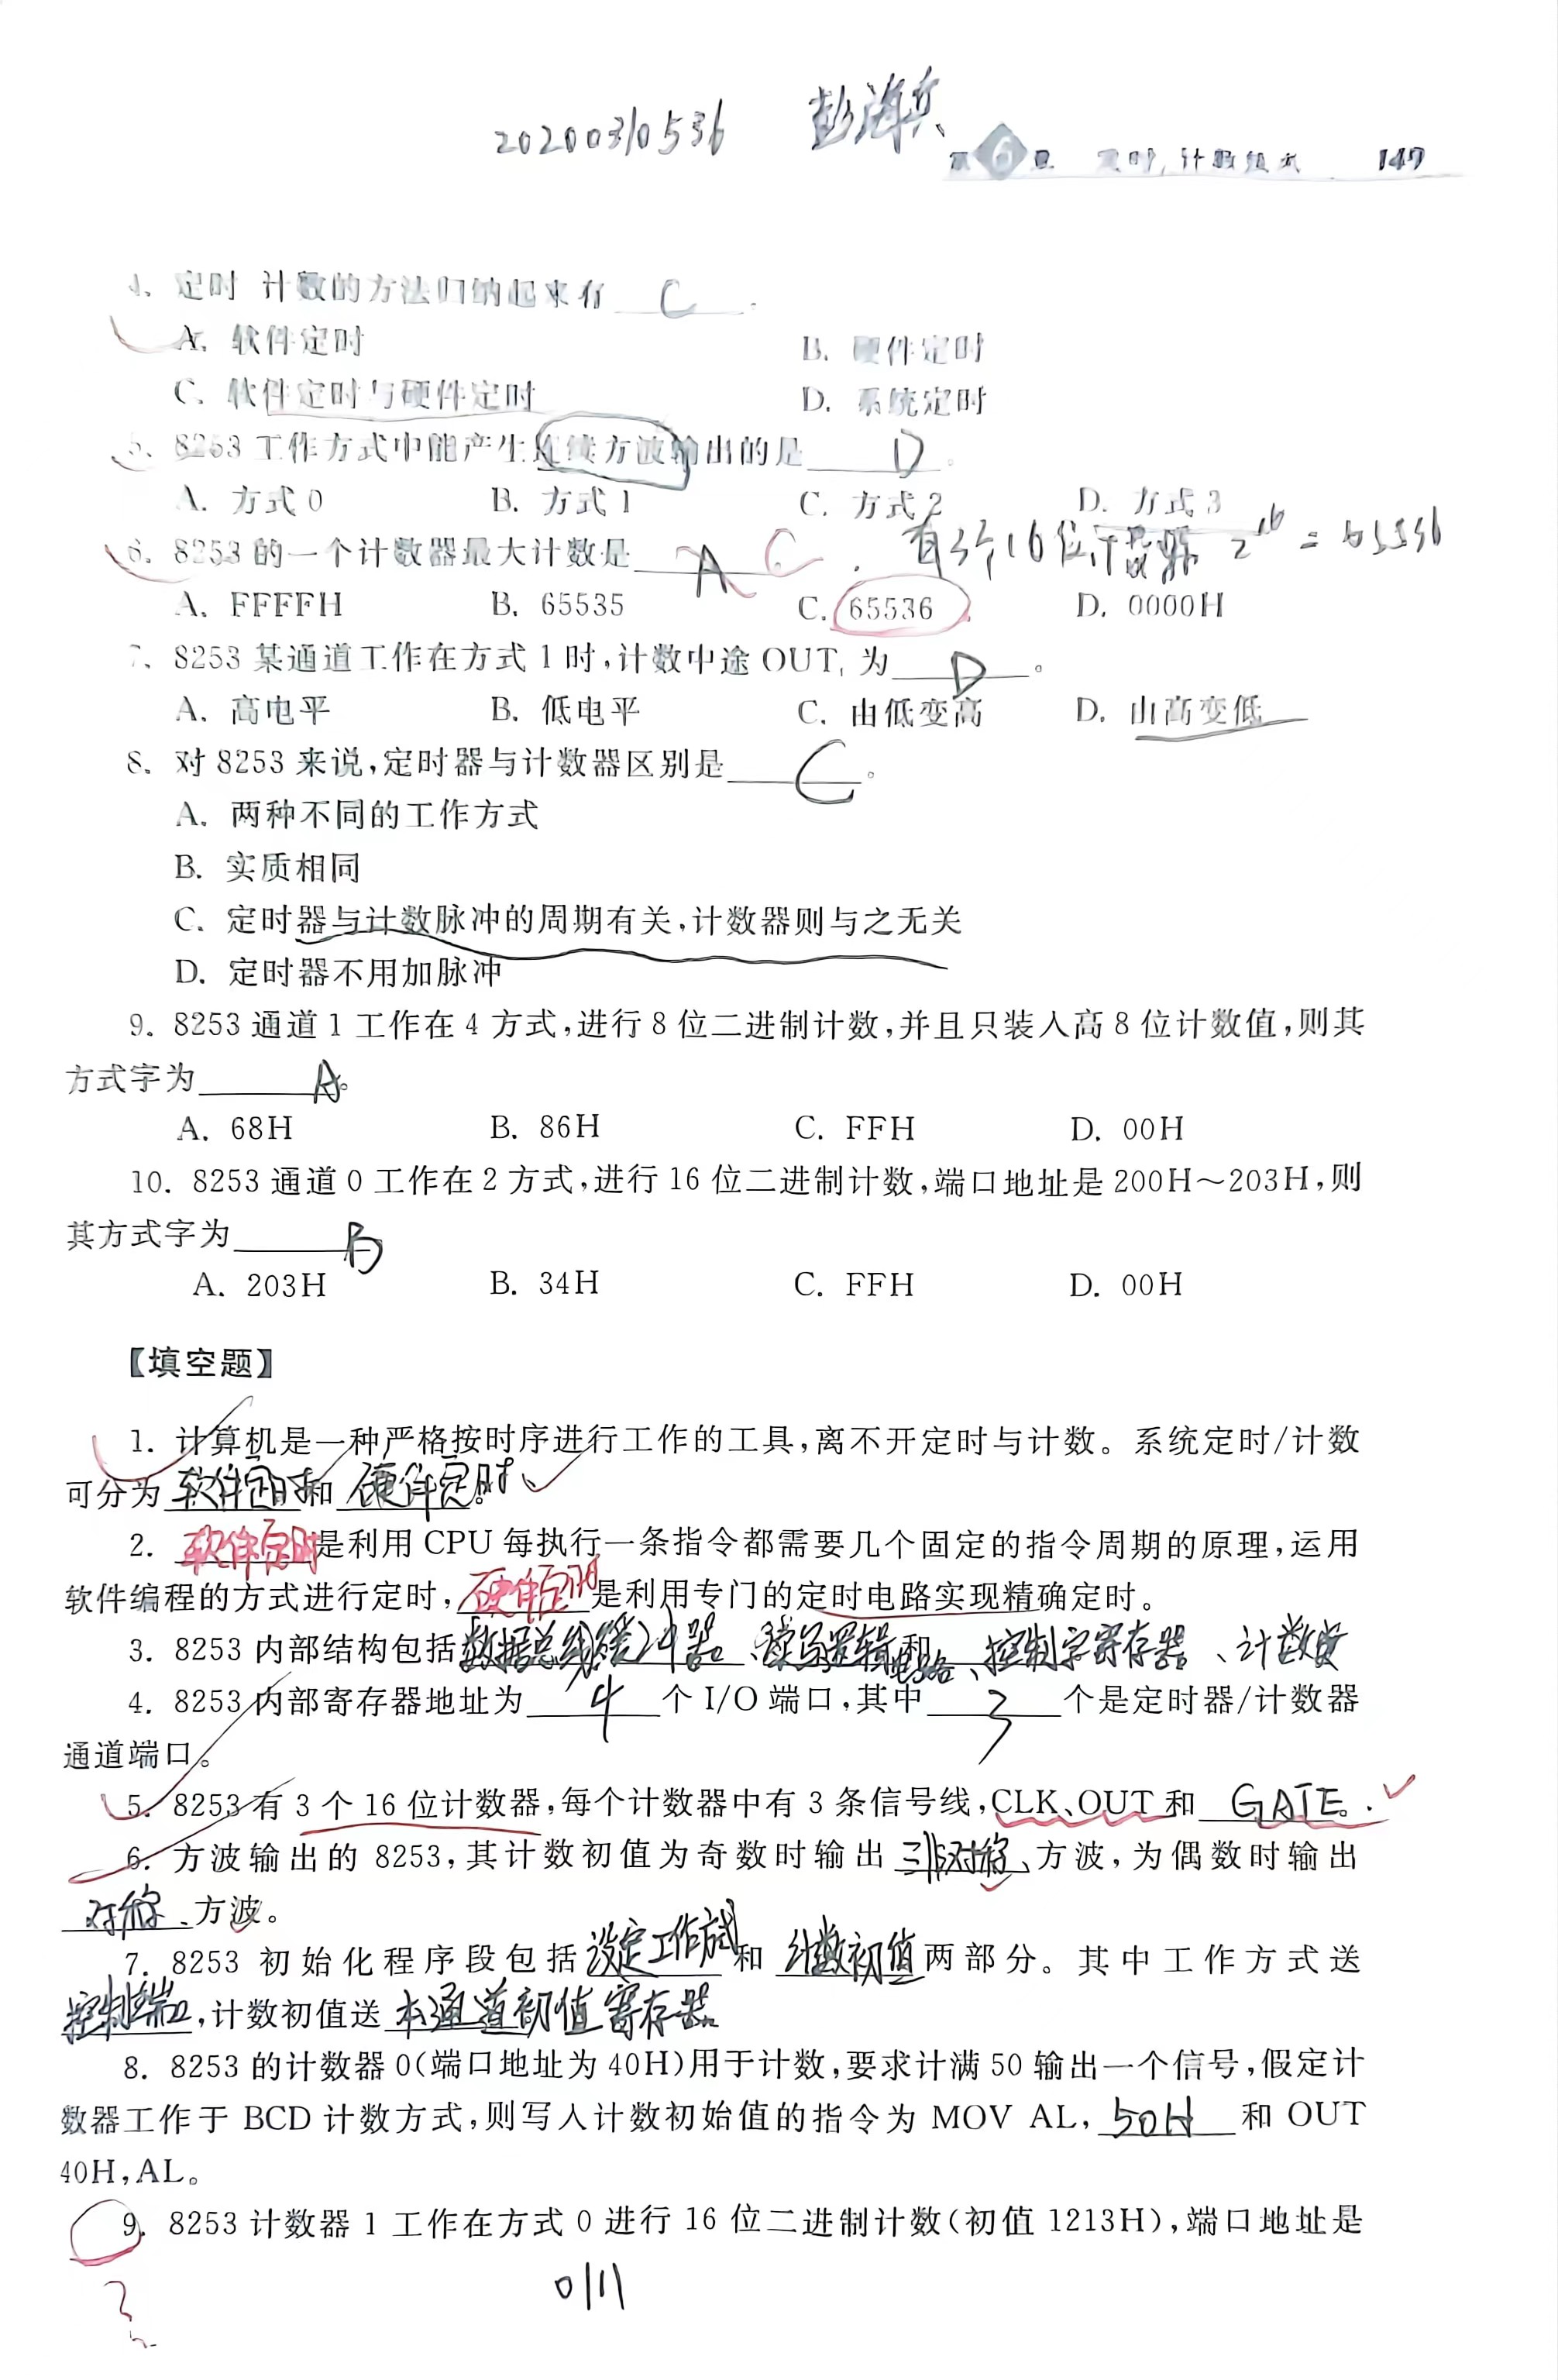 20200310536 彭海兵
第6章 定时/计数技术 147
4. 定时 计数的方法归纳起来有 C 。
A. 软件定时 B. 硬件定时
C. 软件定时与硬件定时 D. 系统定时
5. 8253 工作方式中能产生连续方波输出的是 D 。
A. 方式 0 B. 方式 1 C. 方式 2 D. 方式 3
有3个16位计数器 2^16 = 65536
6. 8253 的一个计数器最大计数是 A C 。
A. FFFFH B. 65535 C. 65536 D. 0000H
7. 8253 某通道工作在方式 1 时,计数中途 OUT, 为 D 。
A. 高电平 B. 低电平 C. 由低变高 D. 由高变低
8. 对 8253 来说,定时器与计数器区别是 C 。
A. 两种不同的工作方式
B. 实质相同
C. 定时器与计数脉冲的周期有关,计数器则与之无关
D. 定时器不用加脉冲
9. 8253 通道 1 工作在 4 方式,进行 8 位二进制计数,并且只装入高 8 位计数值,则其
方式字为 A 。
A. 68H B. 86H C. FFH D. 00H
10. 8253 通道 0 工作在 2 方式,进行 16 位二进制计数,端口地址是 200H～203H,则
其方式字为 B
A. 203H B. 34H C. FFH D. 00H
【填空题】
1. 计算机是一种严格按时序进行工作的工具,离不开定时与计数。系统定时/计数
可分为 软件定时 和 硬件定时 。
2. 软件定时 是利用 CPU 每执行一条指令都需要几个固定的指令周期的原理,运用
软件编程的方式进行定时, 硬件定时 是利用专门的定时电路实现精确定时。
3. 8253 内部结构包括 数据总线缓冲器 、 读写逻辑电路 和 、控制字寄存器 、计数
4. 8253 内部寄存器地址为 4 个 I/O 端口,其中 3 个是定时器/计数器
通道端口。
5. 8253 有 3 个 16 位计数器,每个计数器中有 3 条信号线,CLK、OUT 和 GATE 。
6. 方波输出的 8253,其计数初值为奇数时输出 非对称 方波,为偶数时输出
对称 方波。
7. 8253 初始化程序段包括 设定工作方式 和 计数初值 两部分。其中工作方式送
控制端口 ,计数初值送 本通道初值寄存器 。
8. 8253 的计数器 0(端口地址为 40H)用于计数,要求计满 50 输出一个信号,假定计
数器工作于 BCD 计数方式,则写入计数初始值的指令为 MOV AL, 50H 和 OUT
40H,AL。
9. 8253 计数器 1 工作在方式 0 进行 16 位二进制计数(初值 1213H),端口地址是
0111